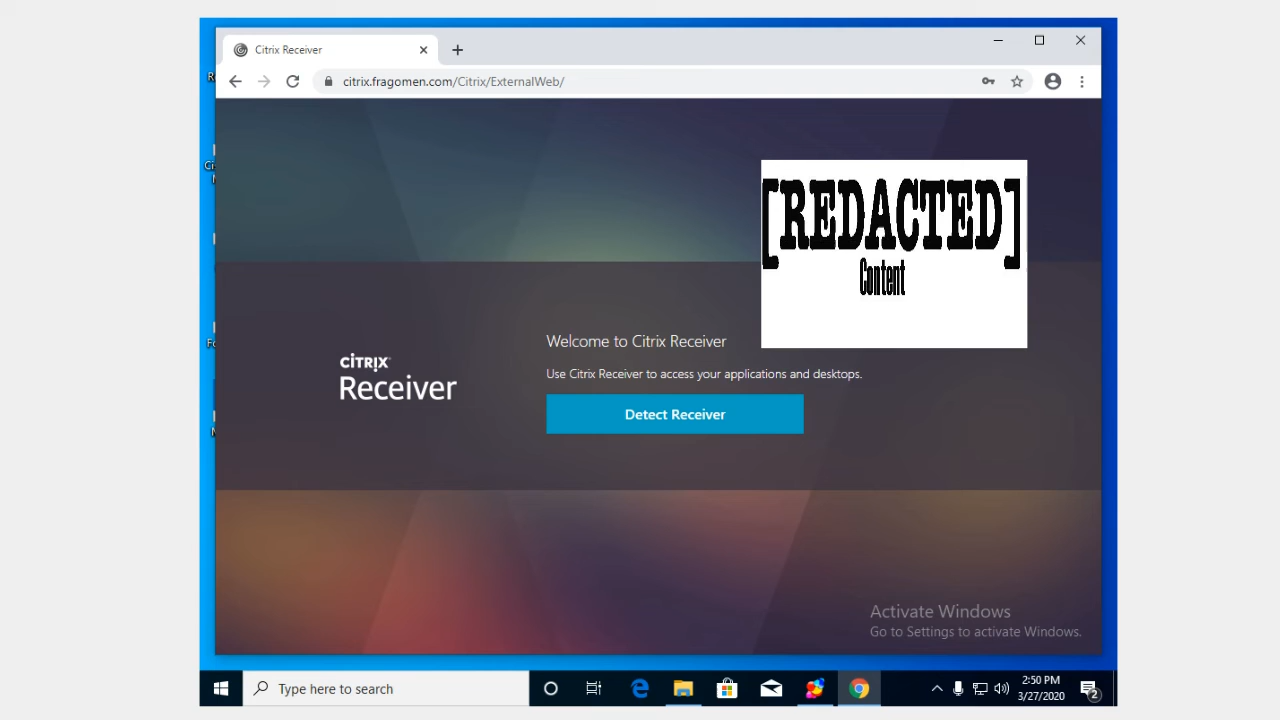 Citrix Receiver
citrix.fragomen.com/Citrix/ExternalWeb/
[REDACTED]
Content
Welcome to Citrix Receiver
Use Citrix Receiver to access your applications and desktops.
CITRIX
Receiver
Detect Receiver
Activate Windows
Go to Settings to activate Windows.
Type here to search
2:50 PM
3/27/2020
2